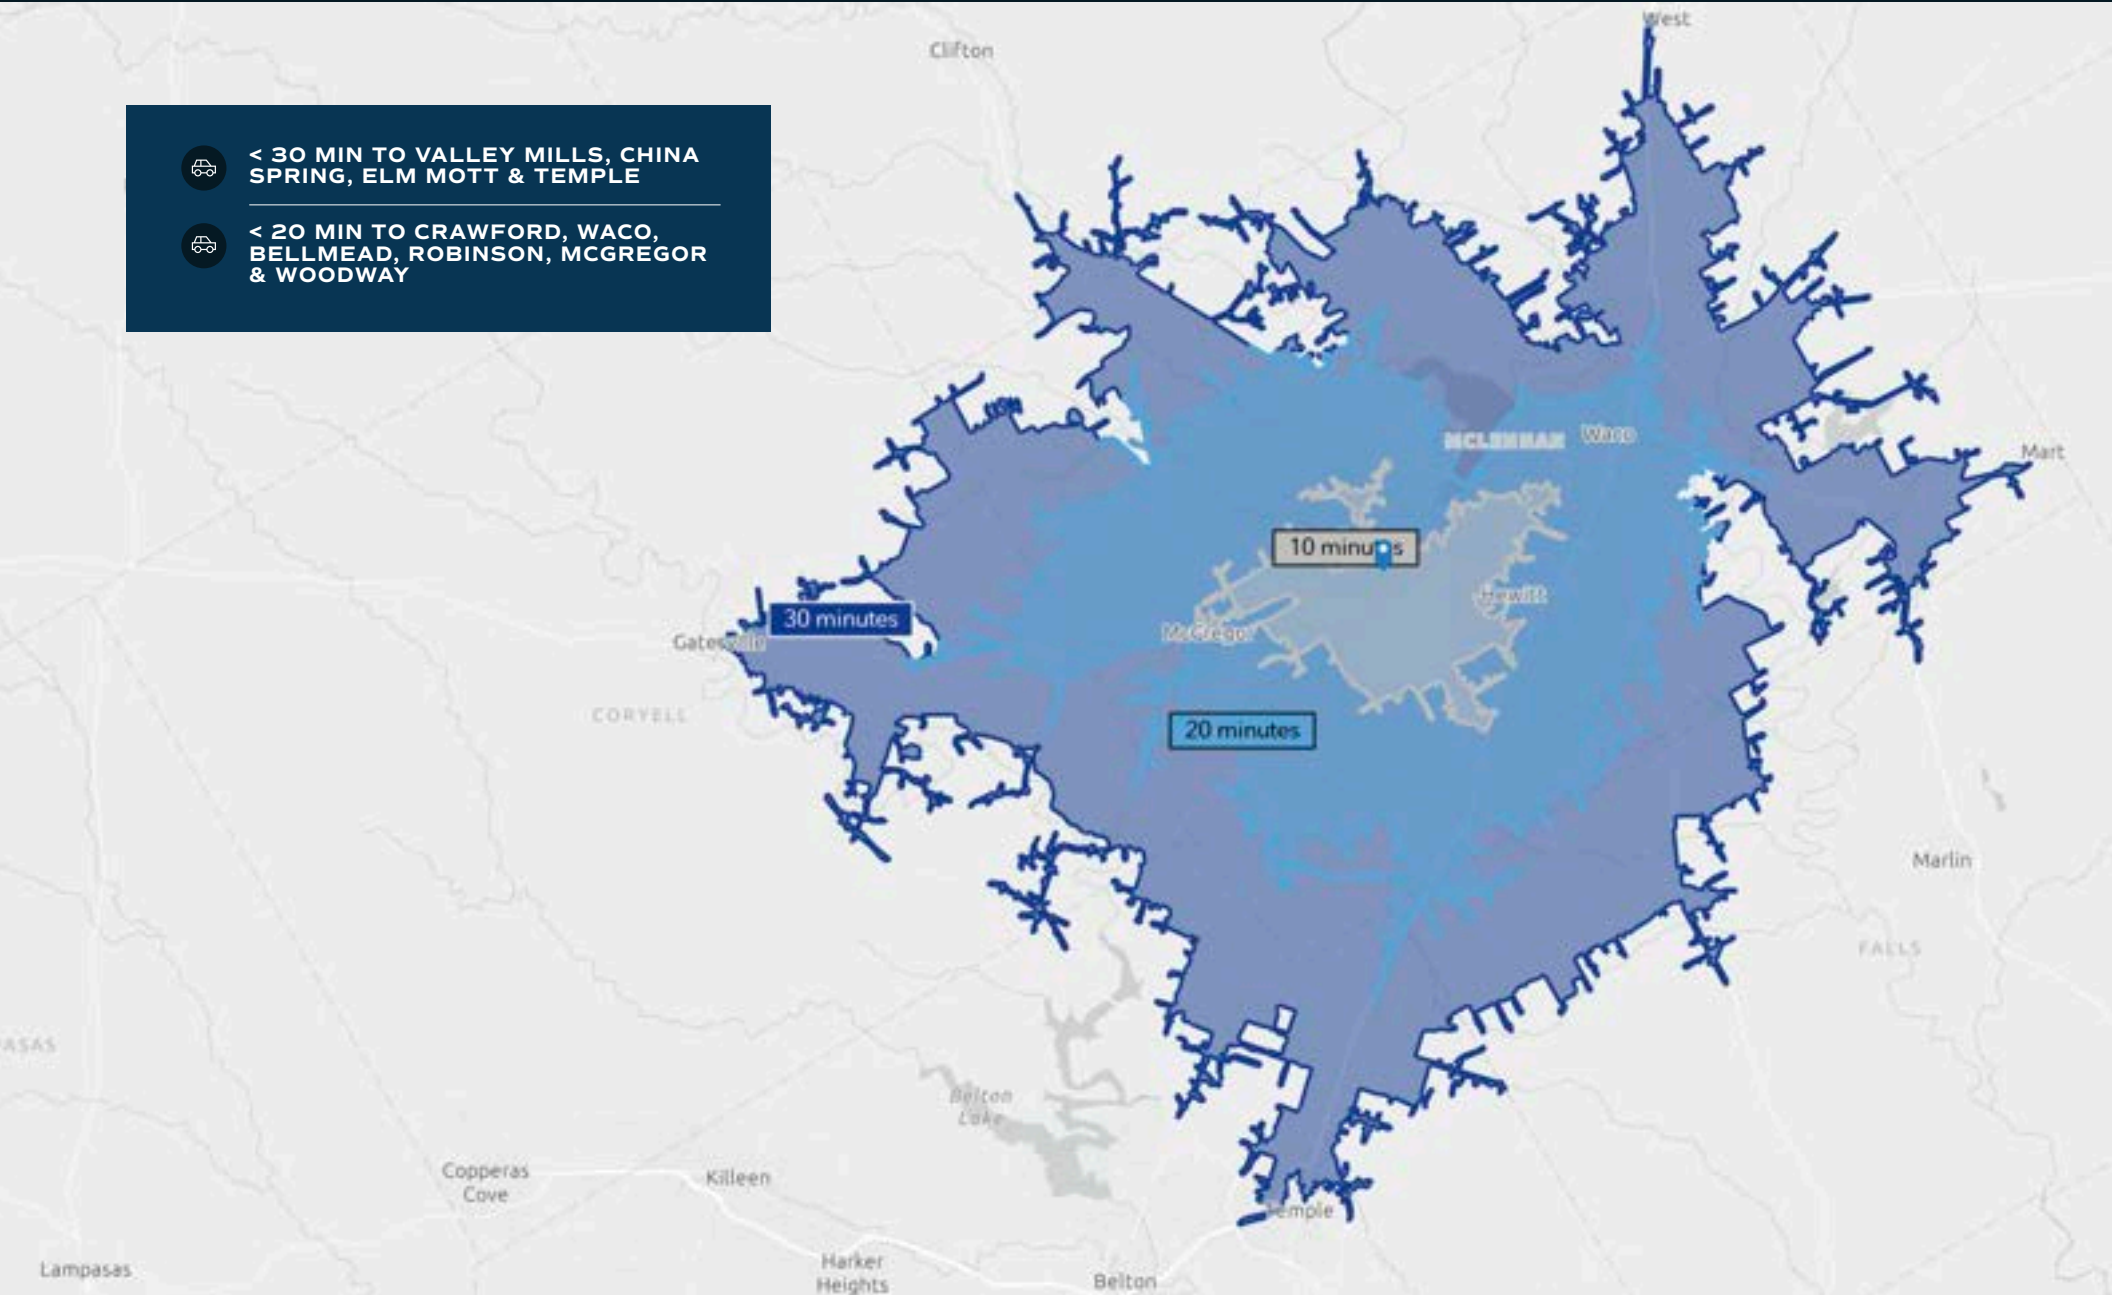 West
Clifton
< 30 MIN TO VALLEY MILLS, CHINA
SPRING, ELM MOTT & TEMPLE
< 20 MIN TO CRAWFORD, WACO,
BELLMEAD, ROBINSON, MCGREGOR
& WOODWAY
MCLENNAN
Waco
Mart
10 minutes
Hewitt
30 minutes
McGregor
Gatesville
CORYELL
20 minutes
Marlin
FALLS
Belton
Lake
Copperas
Cove
Killeen
Temple
Lampasas
Harker
Heights
Belton